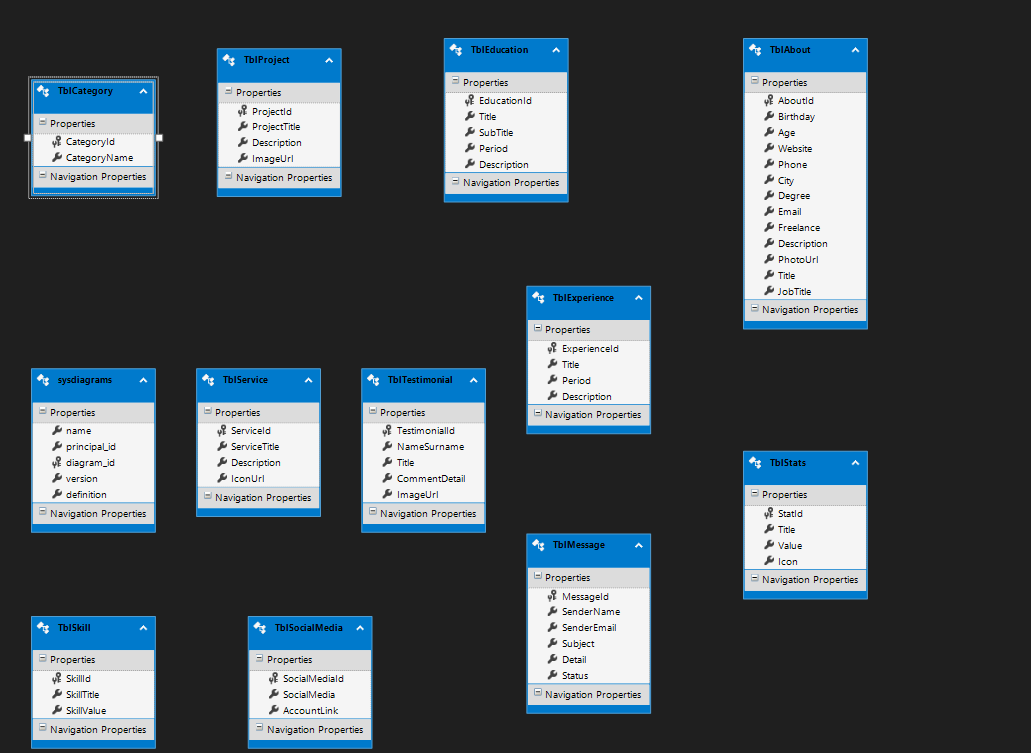 TblCategory
Properties
CategoryId
CategoryName
Navigation Properties
TblProject
Properties
ProjectId
ProjectTitle
Description
ImageUrl
Navigation Properties
TblEducation
Properties
EducationId
Title
SubTitle
Period
Description
Navigation Properties
TblAbout
Properties
AboutId
Birthday
Age
Website
Phone
City
Degree
Email
Freelance
Description
PhotoUrl
Title
JobTitle
Navigation Properties
TblExperience
Properties
ExperienceId
Title
Period
Description
Navigation Properties
sysdiagrams
Properties
name
principal_id
diagram_id
version
definition
Navigation Properties
TblService
Properties
ServiceId
ServiceTitle
Description
IconUrl
Navigation Properties
TblTestimonial
Properties
TestimonialId
NameSurname
Title
CommentDetail
ImageUrl
Navigation Properties
TblStats
Properties
StatId
Title
Value
Icon
Navigation Properties
TblMessage
Properties
MessageId
SenderName
SenderEmail
Subject
Detail
Status
Navigation Properties
TblSkill
Properties
SkillId
SkillTitle
SkillValue
Navigation Properties
TblSocialMedia
Properties
SocialMediaId
SocialMedia
AccountLink
Navigation Properties